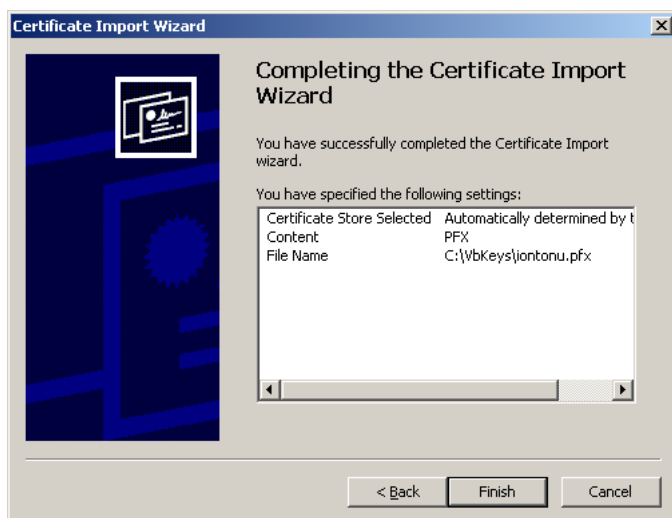 Certificate Import Wizard
Completing the Certificate Import
Wizard
You have successfully completed the Certificate Import
wizard.
You have specified the following settings:
Certificate Store Selected Automatically determined by t
Content PFX
File Name C:\VbKeys\iontonu.pfx
< Back Finish Cancel